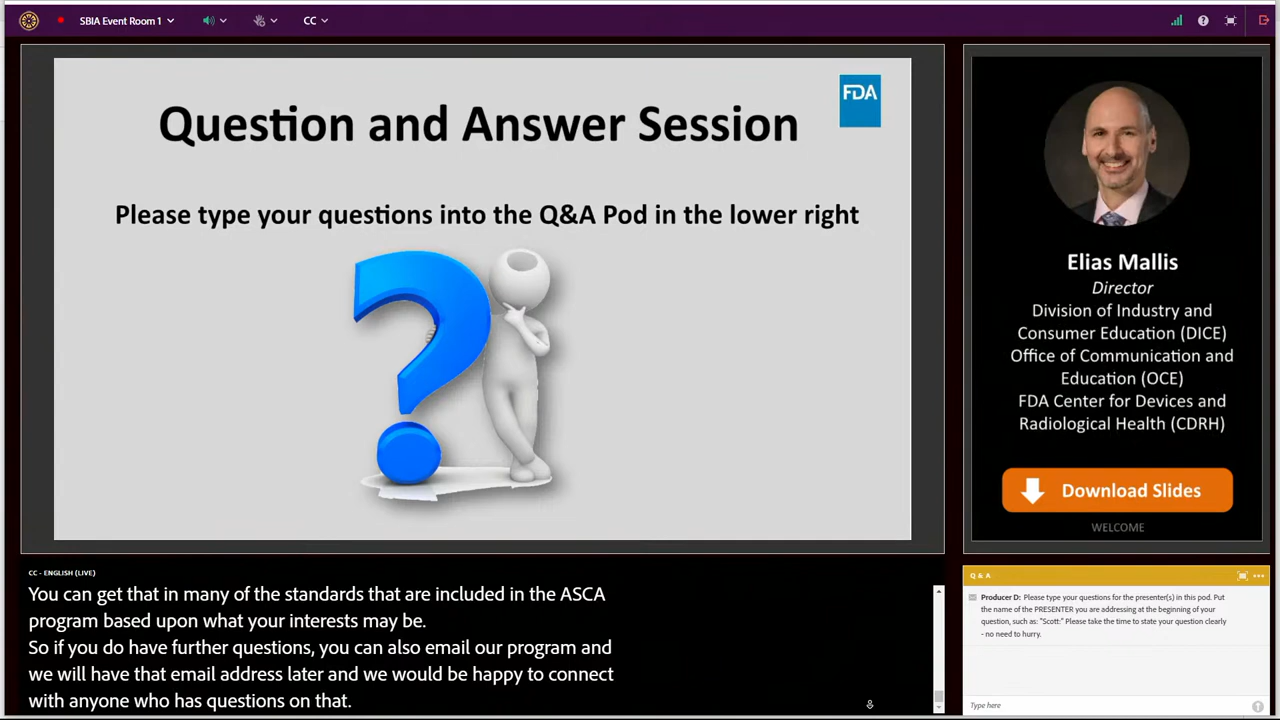 SBIA Event Room 1
CC
FDA
Question and Answer Session
Please type your questions into the Q&A Pod in the lower right
Elias Mallis
Director
Division of Industry and
Consumer Education (DICE)
Office of Communication and
Education (OCE)
FDA Center for Devices and
Radiological Health (CDRH)
Download Slides
WELCOME
CC - ENGLISH (LIVE)
You can get that in many of the standards that are included in the ASCA
program based upon what your interests may be.
So if you do have further questions, you can also email our program and
we will have that email address later and we would be happy to connect
with anyone who has questions on that.
Q & A
Producer D: Please type your questions for the presenter(s) in this pod. Put
the name of the PRESENTER you are addressing at the beginning of your
question, such as: "Scott:" Please take the time to state your question clearly
- no need to hurry.
Type here